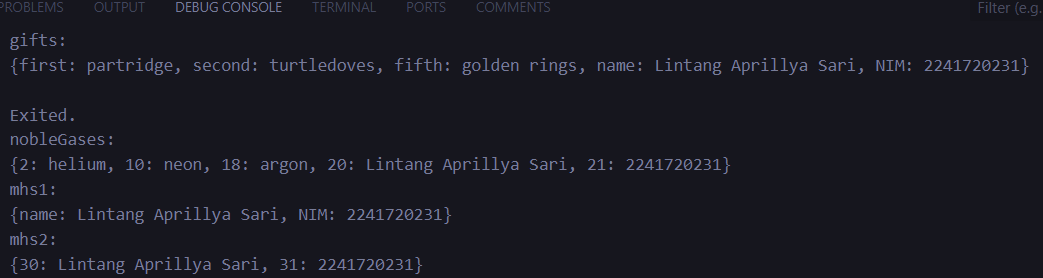 PROBLEMS OUTPUT DEBUG CONSOLE TERMINAL PORTS COMMENTS Filter (e.g.
gifts:
{first: partridge, second: turtledoves, fifth: golden rings, name: Lintang Aprillya Sari, NIM: 2241720231}
Exited.
nobleGases:
{2: helium, 10: neon, 18: argon, 20: Lintang Aprillya Sari, 21: 2241720231}
mhs1:
{name: Lintang Aprillya Sari, NIM: 2241720231}
mhs2:
{30: Lintang Aprillya Sari, 31: 2241720231}